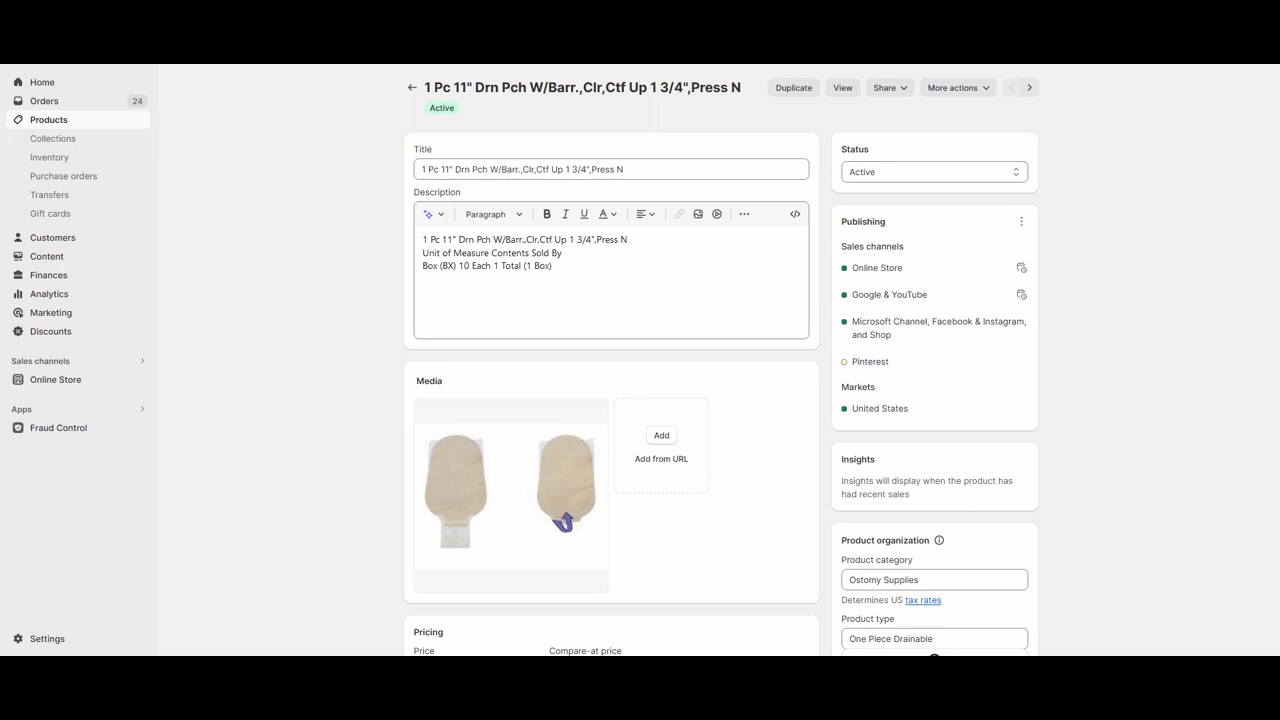 Home
Orders 24
Products
Collections
Inventory
Purchase orders
Transfers
Gift cards
Customers
Content
Finances
Analytics
Marketing
Discounts
Sales channels
Online Store
Apps
Fraud Control
Settings
1 Pc 11" Drn Pch W/Barr.,Clr,Ctf Up 1 3/4",Press N
Active
Duplicate View Share More actions
Title
1 Pc 11" Drn Pch W/Barr.,Clr,Ctf Up 1 3/4",Press N
Description
Paragraph B I U A
1 Pc 11" Drn Pch W/Barr.,Clr,Ctf Up 1 3/4",Press N
Unit of Measure Contents Sold By
Box (BX) 10 Each 1 Total (1 Box)
Media
Add
Add from URL
Pricing
Price Compare-at price
Status
Active
Publishing
Sales channels
Online Store
Google & YouTube
Microsoft Channel, Facebook & Instagram,
and Shop
Pinterest
Markets
United States
Insights
Insights will display when the product has
had recent sales
Product organization
Product category
Ostomy Supplies
Determines US tax rates
Product type
One Piece Drainable